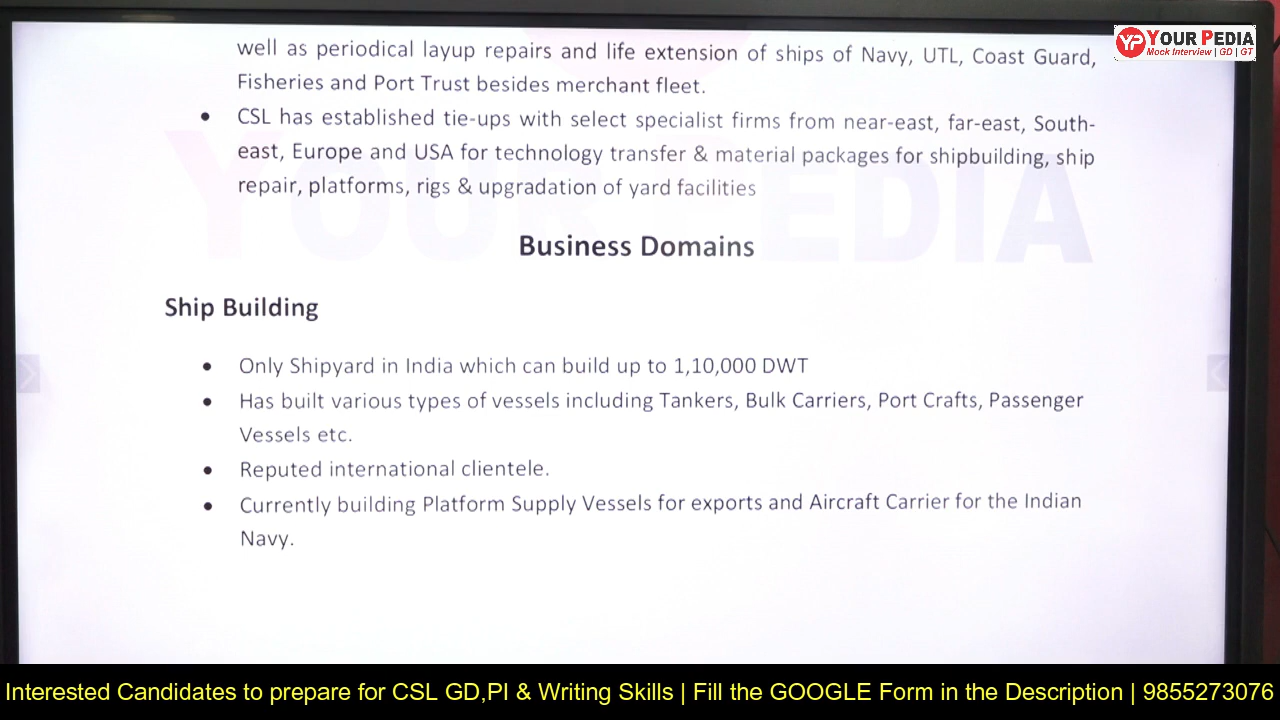 well as periodical layup repairs and life extension of ships of Navy, UTL, Coast Guard,
Fisheries and Port Trust besides merchant fleet.
• CSL has established tie-ups with select specialist firms from near-east, far-east, South-
east, Europe and USA for technology transfer & material packages for shipbuilding, ship
repair, platforms, rigs & upgradation of yard facilities
YOUR PEDIA
Business Domains
Ship Building
• Only Shipyard in India which can build up to 1,10,000 DWT
• Has built various types of vessels including Tankers, Bulk Carriers, Port Crafts, Passenger
Vessels etc.
• Reputed international clientele.
• Currently building Platform Supply Vessels for exports and Aircraft Carrier for the Indian
Navy.
YP YOUR PEDIA
Mock Interview | GD | GT
Interested Candidates to prepare for CSL GD,PI & Writing Skills | Fill the GOOGLE Form in the Description | 9855273076